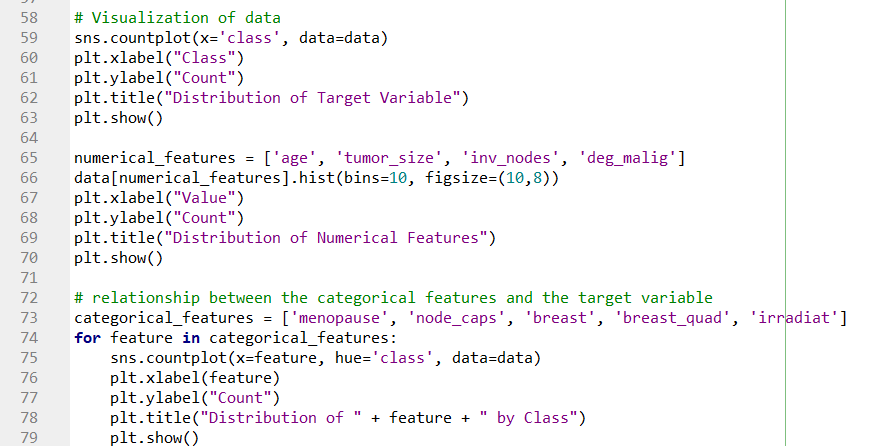 58 # Visualization of data
59 sns.countplot(x='class', data=data)
60 plt.xlabel("Class")
61 plt.ylabel("Count")
62 plt.title("Distribution of Target Variable")
63 plt.show()
64
65 numerical_features = ['age', 'tumor_size', 'inv_nodes', 'deg_malig']
66 data[numerical_features].hist(bins=10, figsize=(10,8))
67 plt.xlabel("Value")
68 plt.ylabel("Count")
69 plt.title("Distribution of Numerical Features")
70 plt.show()
71
72 # relationship between the categorical features and the target variable
73 categorical_features = ['menopause', 'node_caps', 'breast', 'breast_quad', 'irradiat']
74 for feature in categorical_features:
75     sns.countplot(x=feature, hue='class', data=data)
76     plt.xlabel(feature)
77     plt.ylabel("Count")
78     plt.title("Distribution of " + feature + " by Class")
79     plt.show()